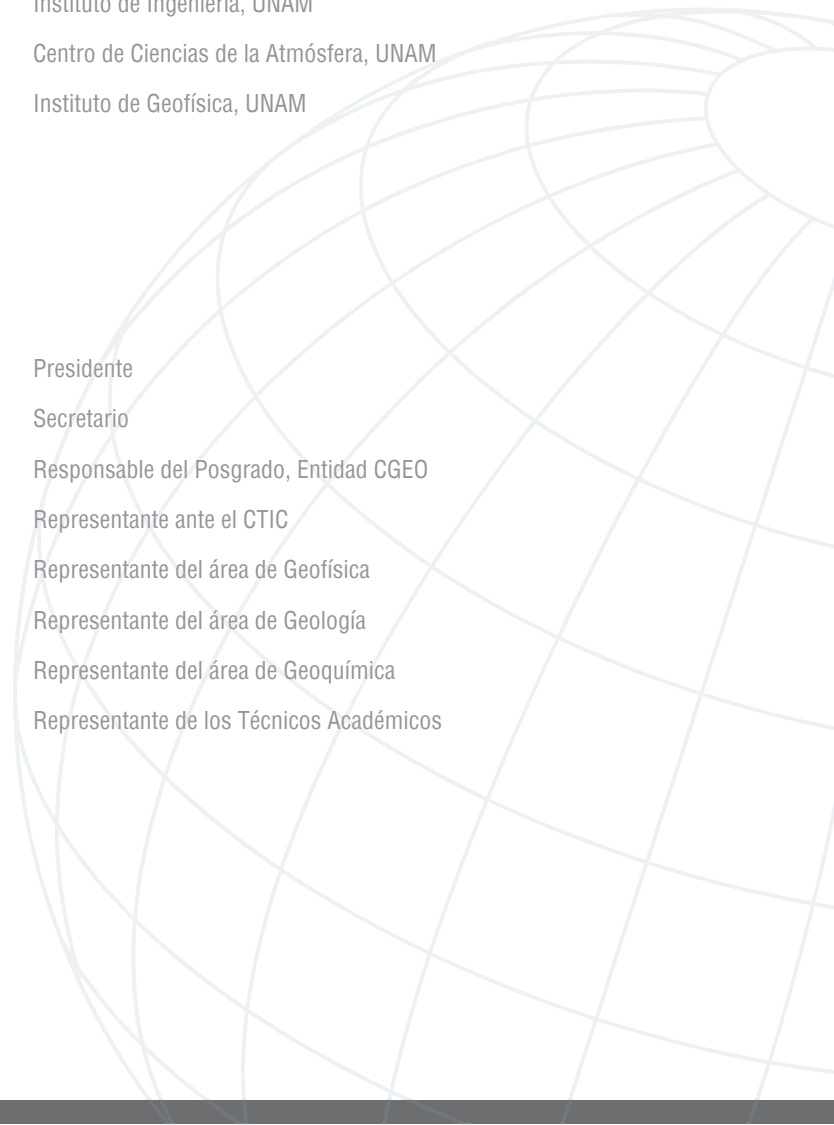 Instituto de Ingeniería, UNAM
Centro de Ciencias de la Atmósfera, UNAM
Instituto de Geofísica, UNAM
Presidente
Secretario
Responsable del Posgrado, Entidad CGEO
Representante ante el CTIC
Representante del área de Geofísica
Representante del área de Geología
Representante del área de Geoquímica
Representante de los Técnicos Académicos